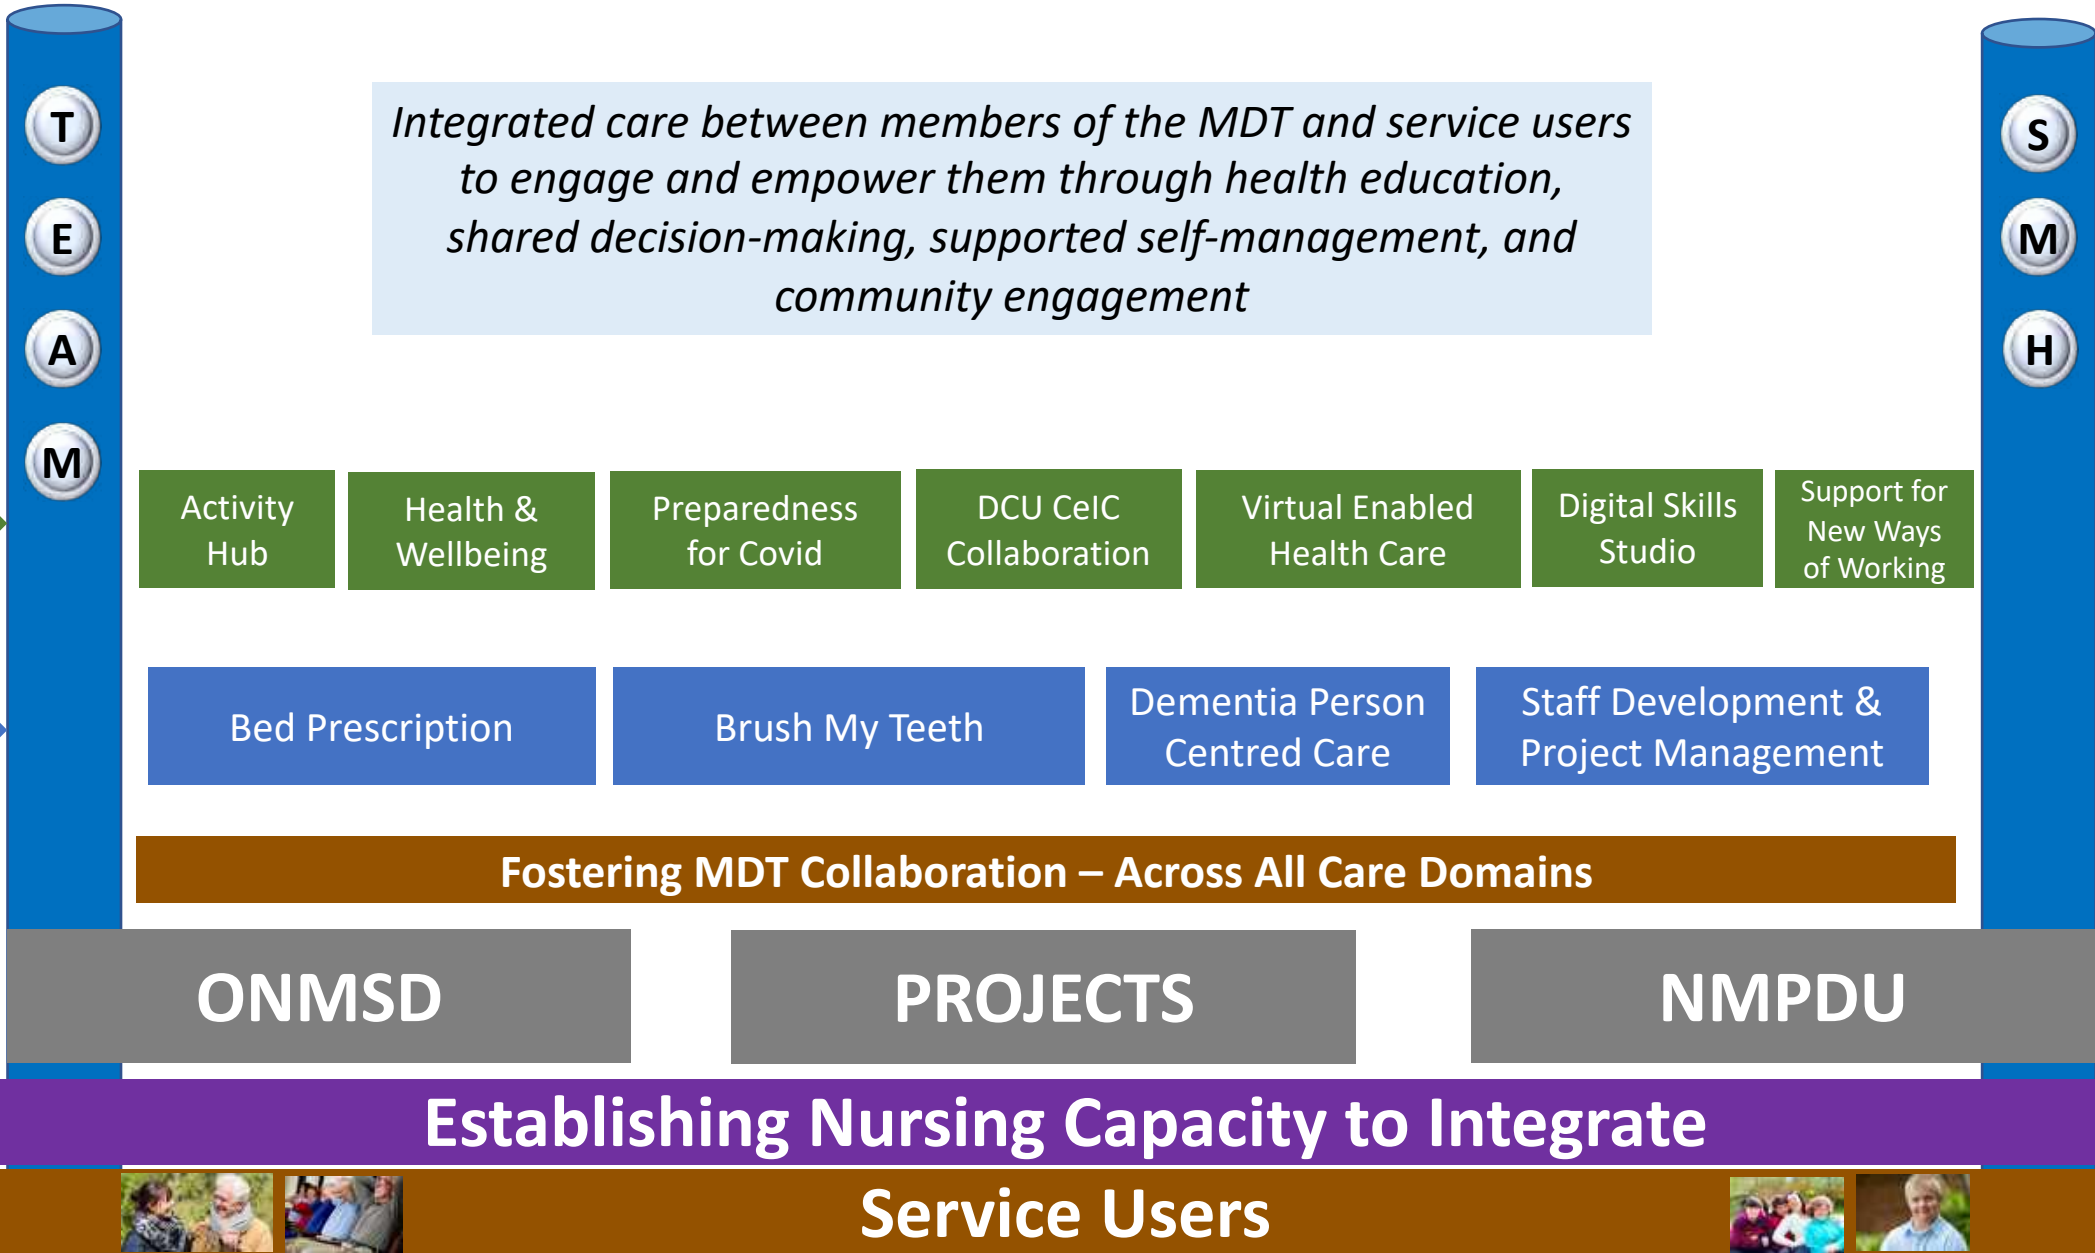 T
E
A
M
Integrated care between members of the MDT and service users
to engage and empower them through health education,
shared decision-making, supported self-management, and
community engagement
S
M
H
Activity
Hub
Health &
Wellbeing
Preparedness
for Covid
DCU CeIC
Collaboration
Virtual Enabled
Health Care
Digital Skills
Studio
Support for
New Ways
of Working
Bed Prescription
Brush My Teeth
Dementia Person
Centred Care
Staff Development &
Project Management
Fostering MDT Collaboration – Across All Care Domains
ONMSD
PROJECTS
NMPDU
Establishing Nursing Capacity to Integrate
Service Users